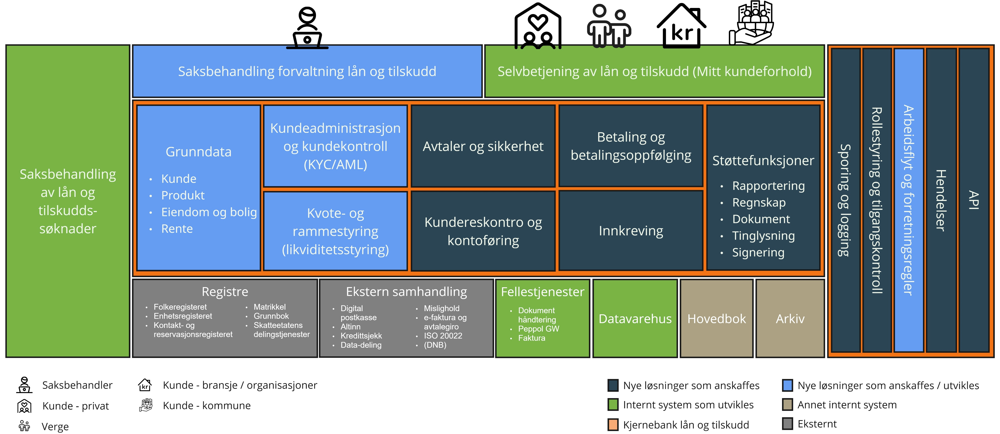 kr
Saksbehandling
av lån og
tilskudds-
søknader
Saksbehandling forvaltning lån og tilskudd
Selvbetjening av lån og tilskudd (Mitt kundeforhold)
Grunndata
• Kunde
• Produkt
• Eiendom og bolig
• Rente
Kundeadministrasjon
og kundekontroll
(KYC/AML)
Kvote- og
rammestyring
(likviditetsstyring)
Avtaler og sikkerhet
Kundereskontro og
kontoføring
Betaling og
betalingsoppfølging
Innkreving
Støttefunksjoner
• Rapportering
• Regnskap
• Dokument
• Tinglysning
• Signering
Sporing og logging
Rollestyring og tilgangskontroll
Arbeidsflyt og forretningsregler
Hendelser
API
Registre
• Folkeregisteret
• Enhetsregisteret
• Kontakt- og
reservasjonsregisteret
• Matrikkel
• Grunnbok
• Skatteetatens
delingstjenester
Ekstern samhandling
• Digital
postkasse
• Altinn
• Kredittsjekk
• Data-deling
• Mislighold
• e-faktura og
avtalegiro
• ISO 20022
• (DNB)
Fellestjenester
• Dokument
håndtering
• Peppol GW
• Faktura
Datavarehus
Hovedbok
Arkiv
Saksbehandler
Kunde - privat
Verge
kr
Kunde - bransje / organisasjoner
Kunde - kommune
Nye løsninger som anskaffes
Internt system som utvikles
Kjernebank lån og tilskudd
Nye løsninger som anskaffes / utvikles
Annet internt system
Eksternt